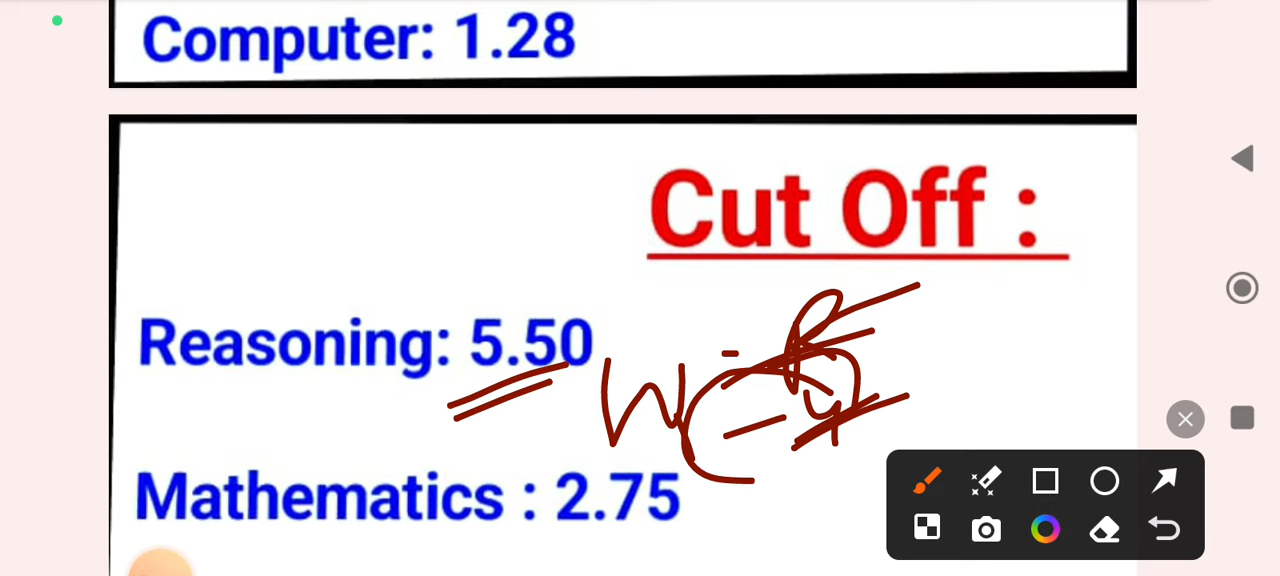 Computer: 1.28
Cut Off :
Reasoning: 5.50
Mathematics : 2.75